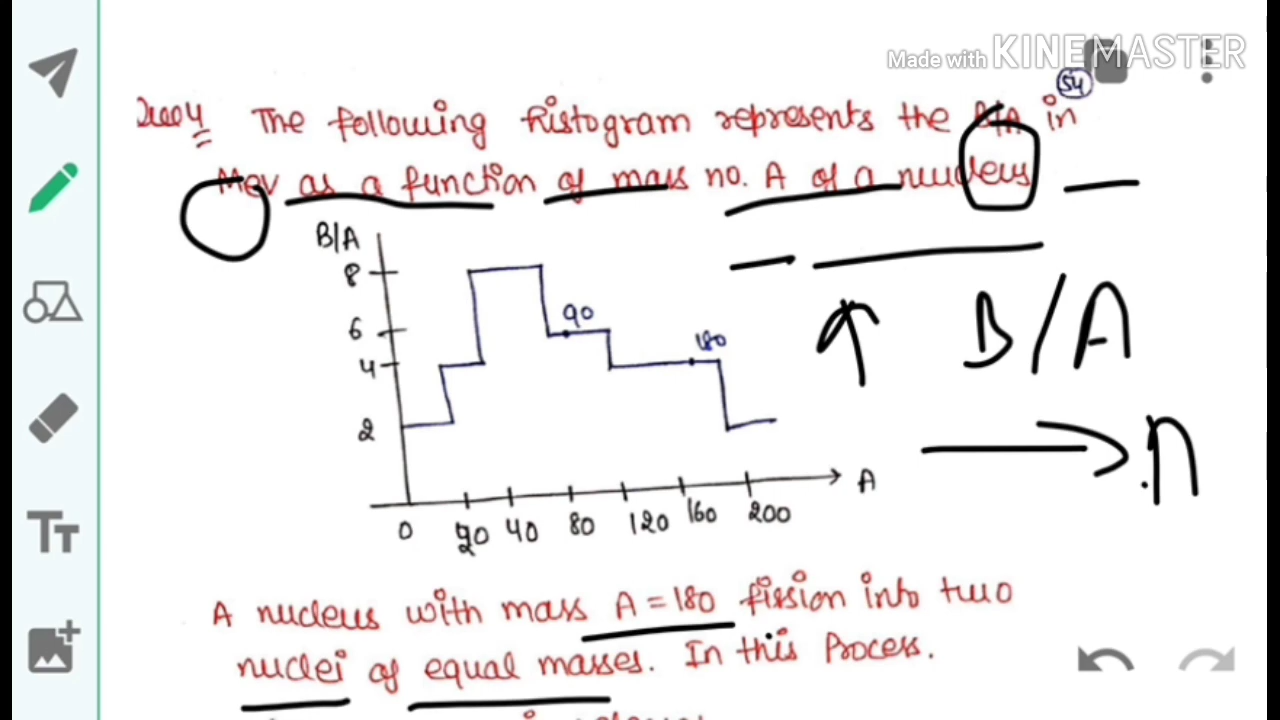 Made with KINEMASTER
54
The following histogram represents the B/A in
Mev as a function of mass no. A of a nucleus
B/A
8
6
4
2
90
180
0 20 40 80 120 160 200 A
↑ B/A
→ n
A nucleus with mass A = 180 fission into two
nuclei of equal masses. In this Process.
TT